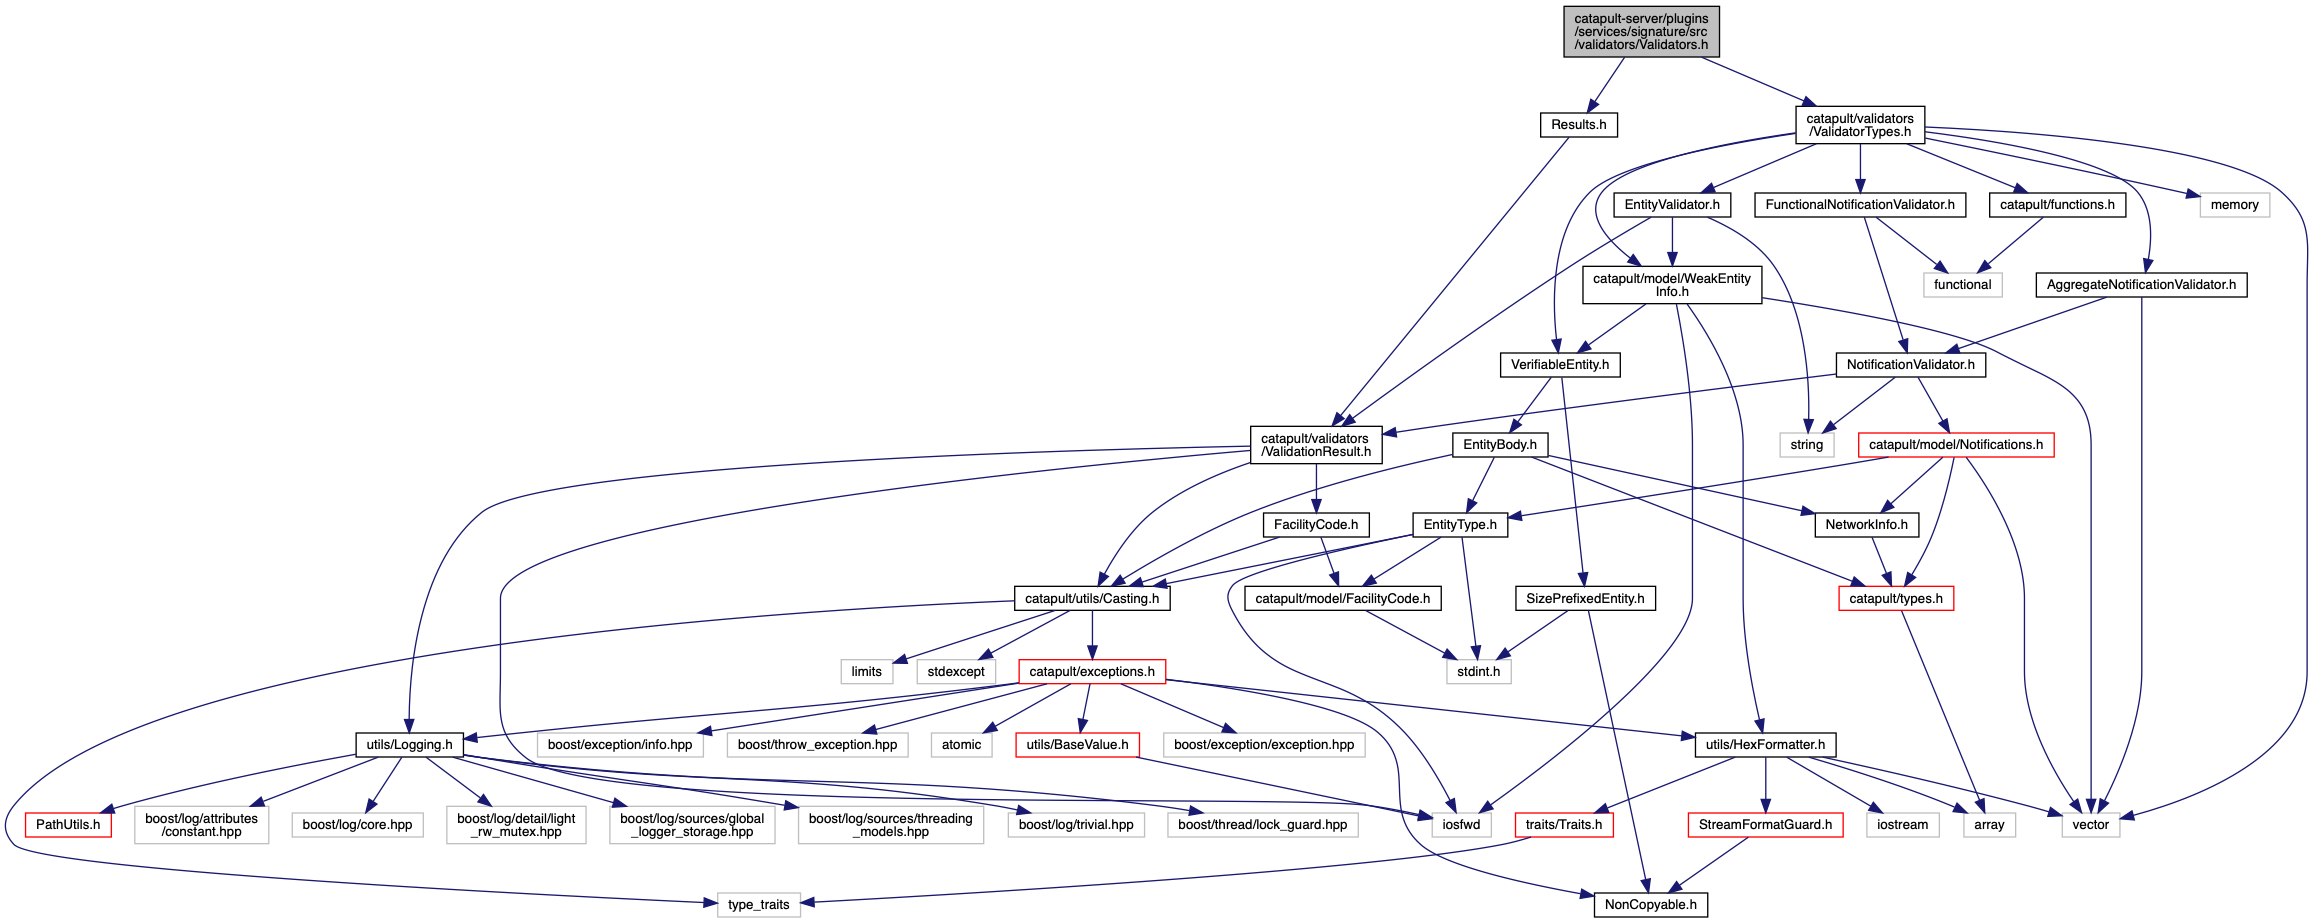 catapult-server/plugins
/services/signature/src
/validators/Validators.h
Results.h
catapult/validators
/ValidatorTypes.h
EntityValidator.h
FunctionalNotificationValidator.h
catapult/functions.h
memory
catapult/model/WeakEntity
Info.h
functional
AggregateNotificationValidator.h
VerifiableEntity.h
NotificationValidator.h
catapult/validators
/ValidationResult.h
EntityBody.h
string
catapult/model/Notifications.h
FacilityCode.h
EntityType.h
NetworkInfo.h
catapult/utils/Casting.h
catapult/model/FacilityCode.h
SizePrefixedEntity.h
catapult/types.h
limits
stdexcept
catapult/exceptions.h
stdint.h
utils/Logging.h
boost/exception/info.hpp
boost/throw_exception.hpp
atomic
utils/BaseValue.h
boost/exception/exception.hpp
utils/HexFormatter.h
PathUtils.h
boost/log/attributes
/constant.hpp
boost/log/core.hpp
boost/log/detail/light
_rw_mutex.hpp
boost/log/sources/global
_logger_storage.hpp
boost/log/sources/threading
_models.hpp
boost/log/trivial.hpp
boost/thread/lock_guard.hpp
iosfwd
traits/Traits.h
StreamFormatGuard.h
iostream
array
vector
type_traits
NonCopyable.h